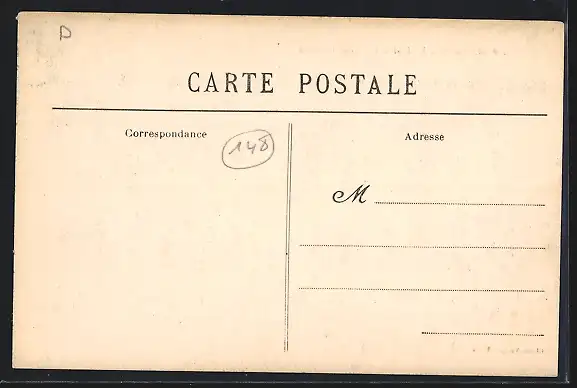 D
CARTE POSTALE
Correspondance
148
Adresse
M